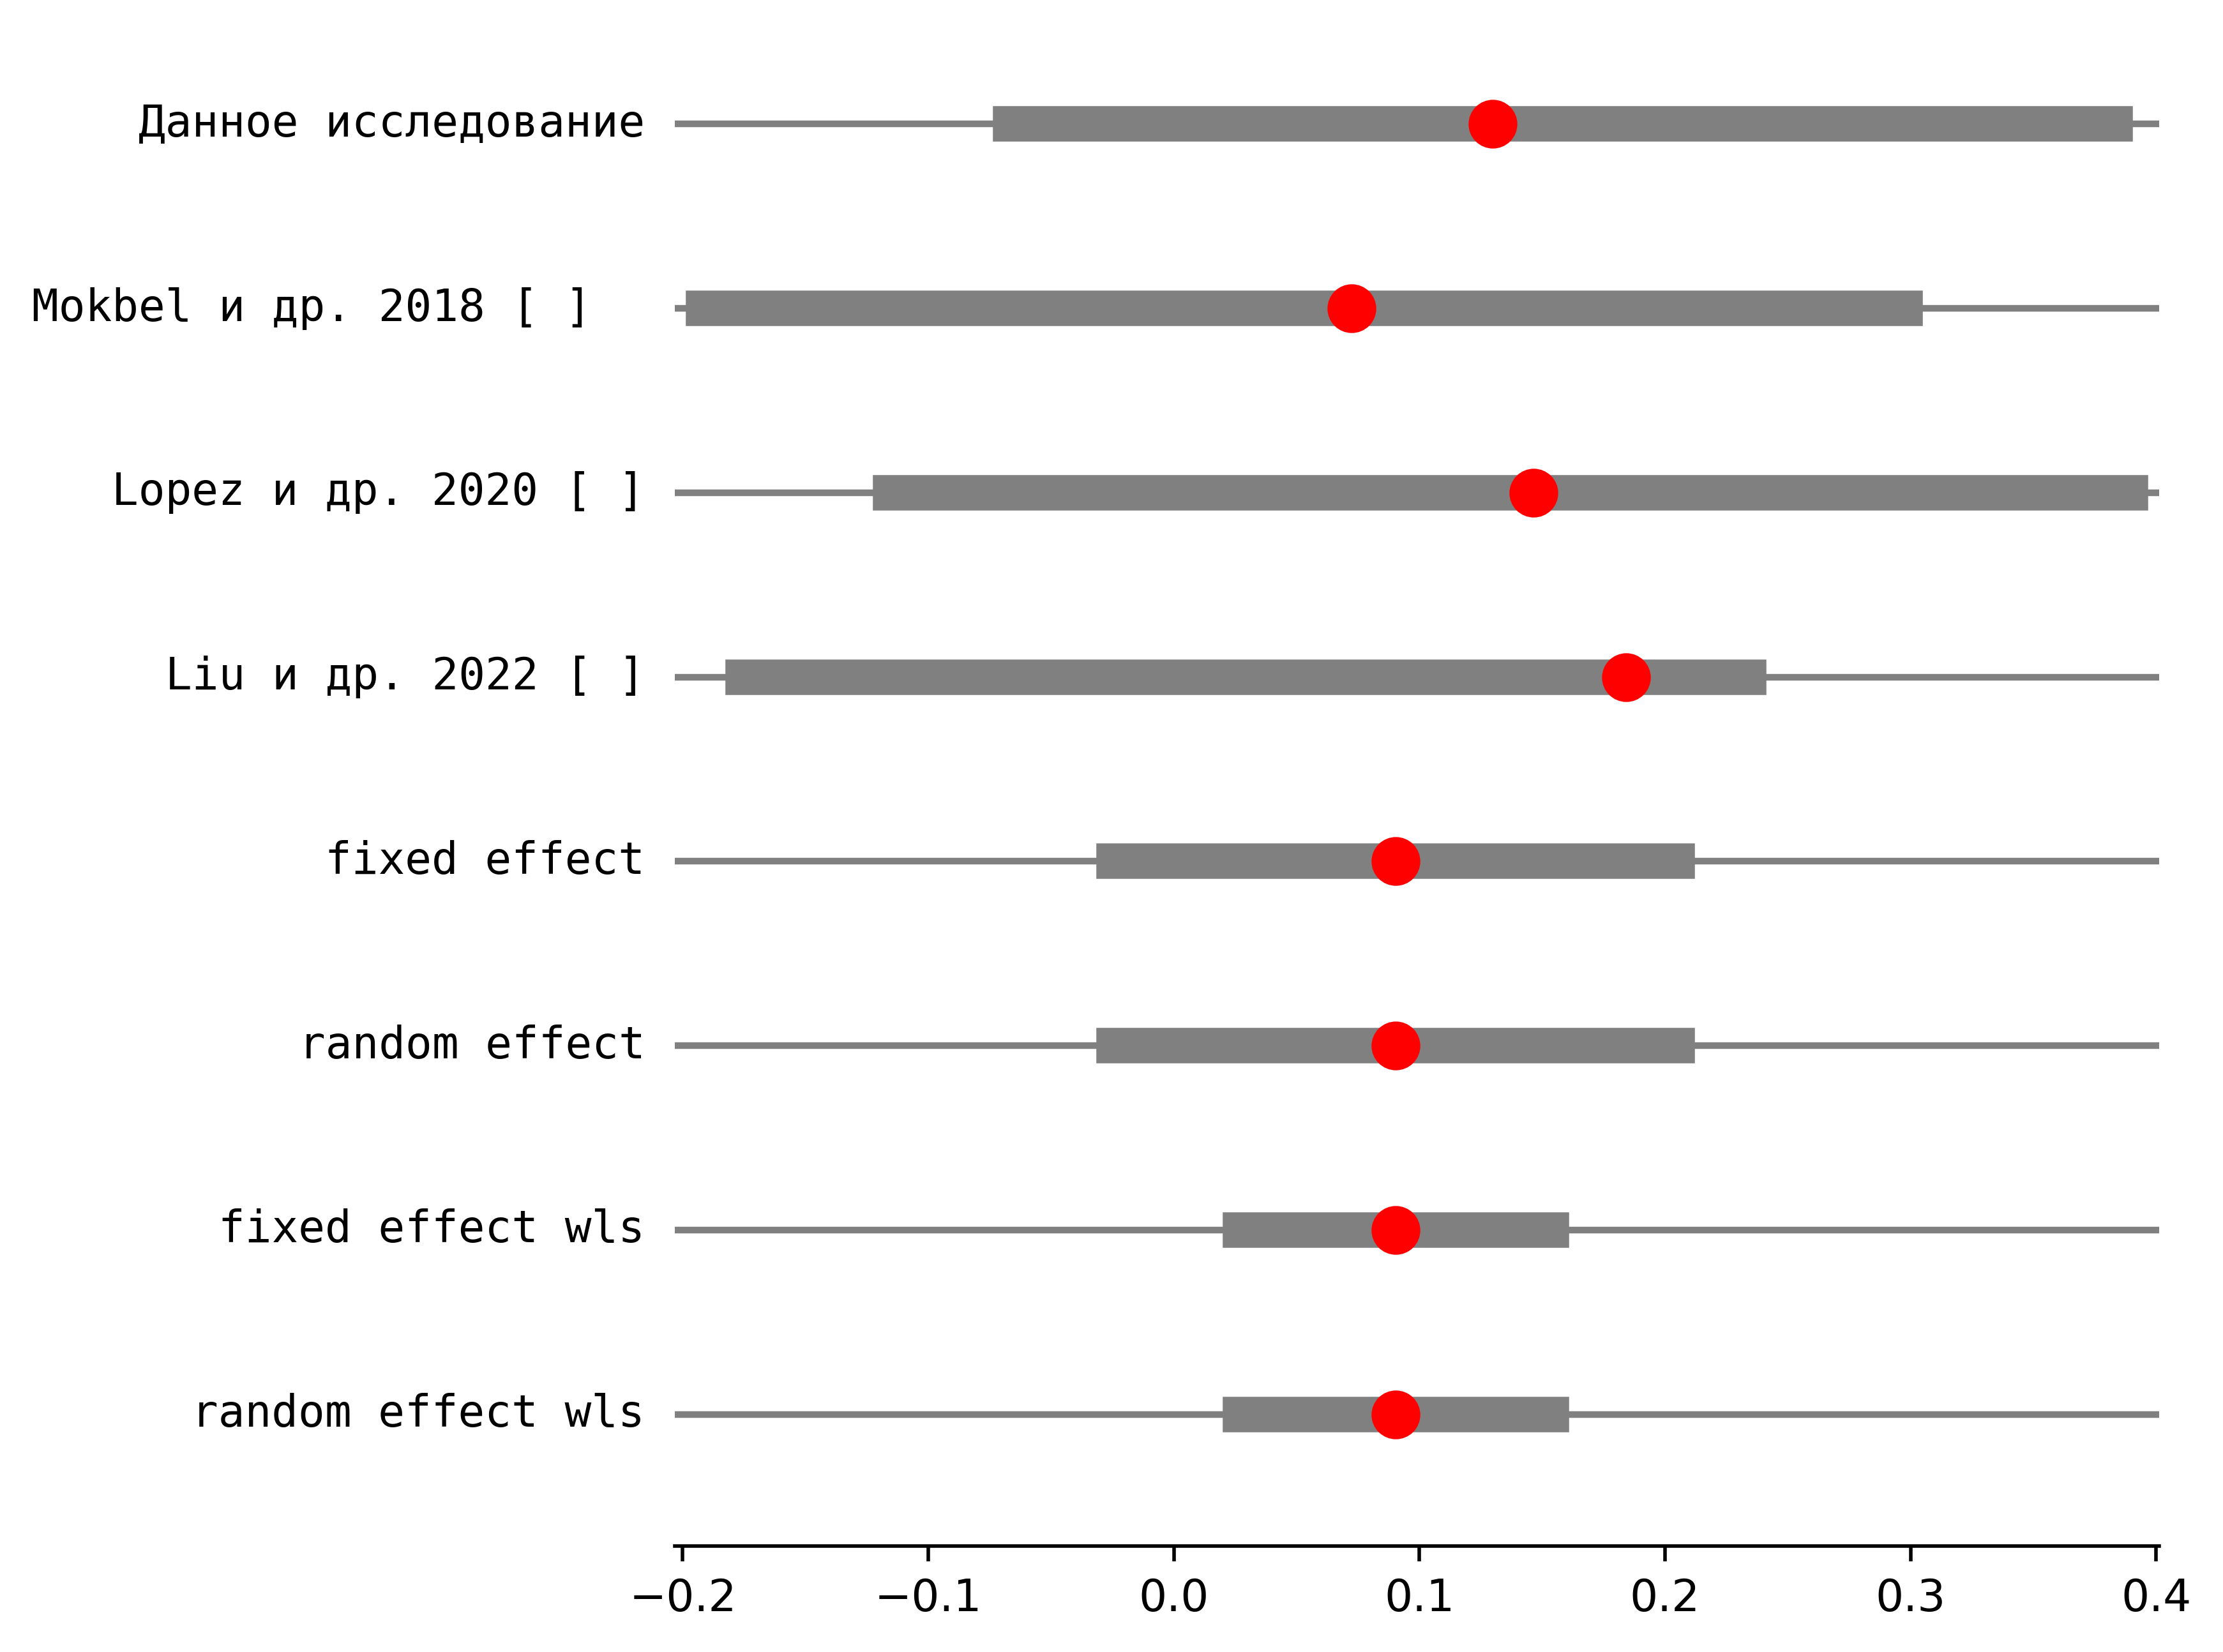 Данное исследование
Mokbel и др. 2018 [ ]
Lopez и др. 2020 [ ]
Liu и др. 2022 [ ]
fixed effect
random effect
fixed effect wls
random effect wls
−0.2 −0.1 0.0 0.1 0.2 0.3 0.4